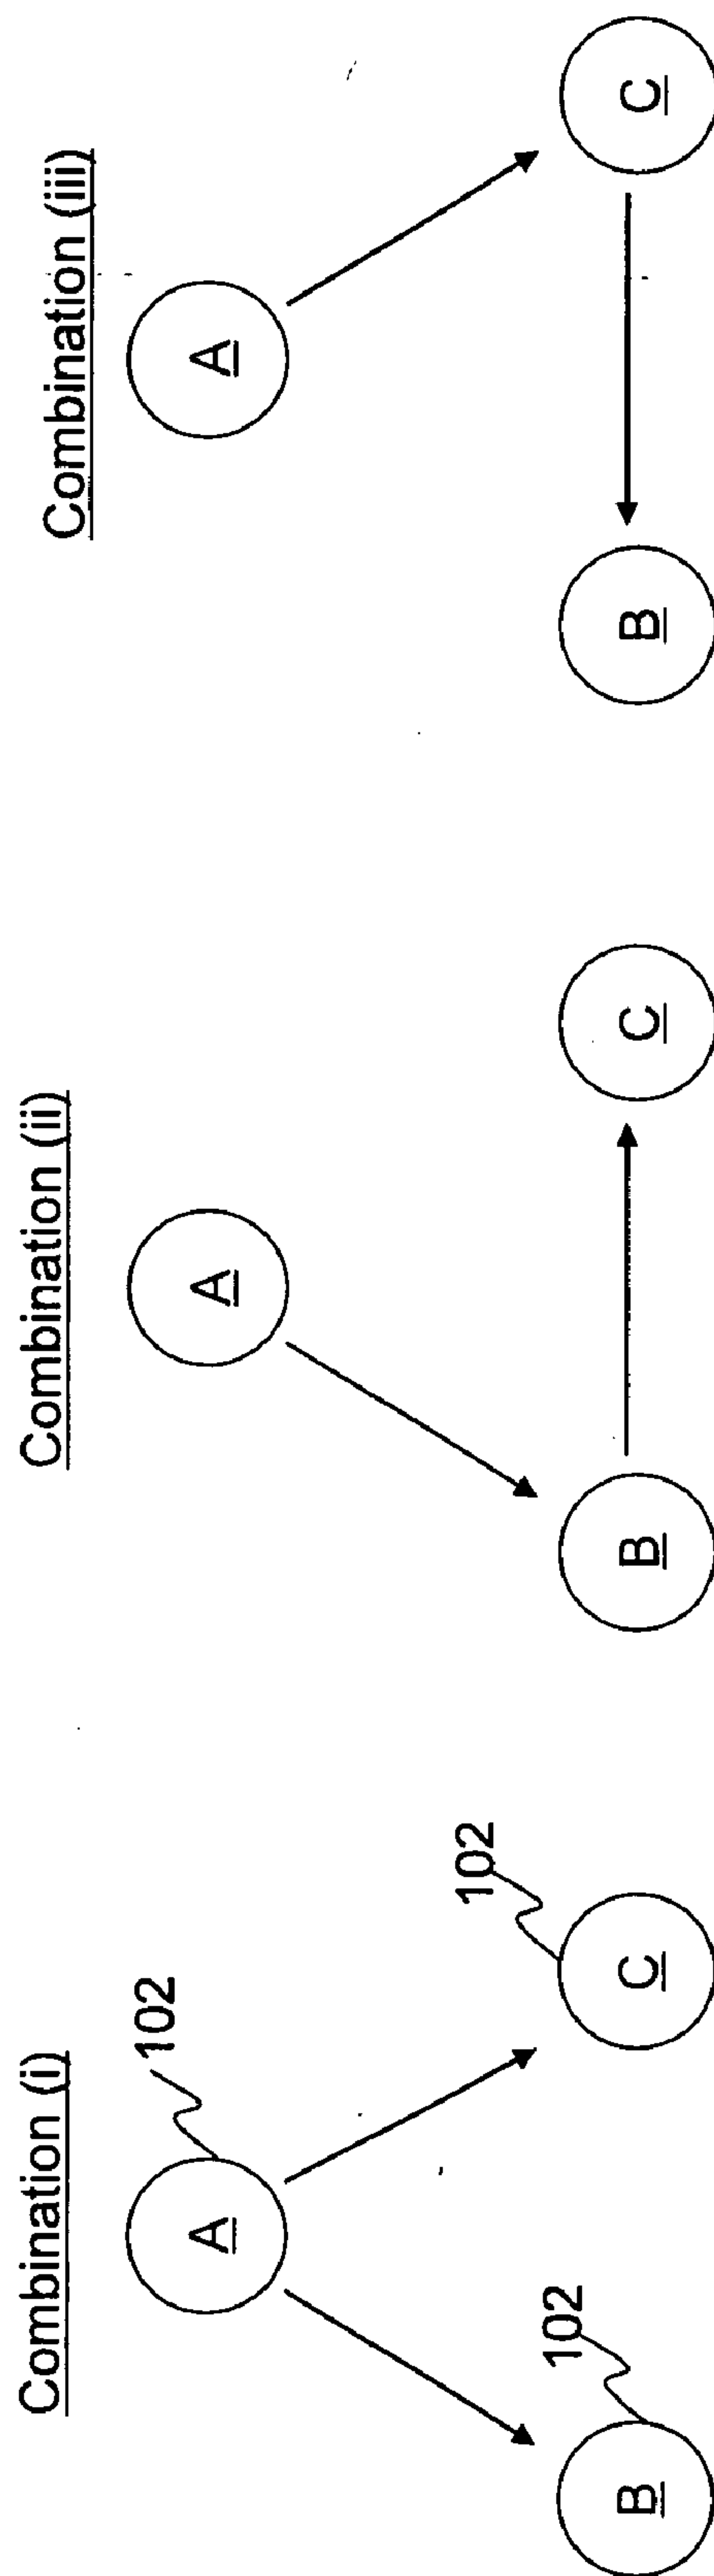 Combination (i)
A
102
B
102
C
102
Combination (ii)
A
B
C
Combination (iii)
A
B
C